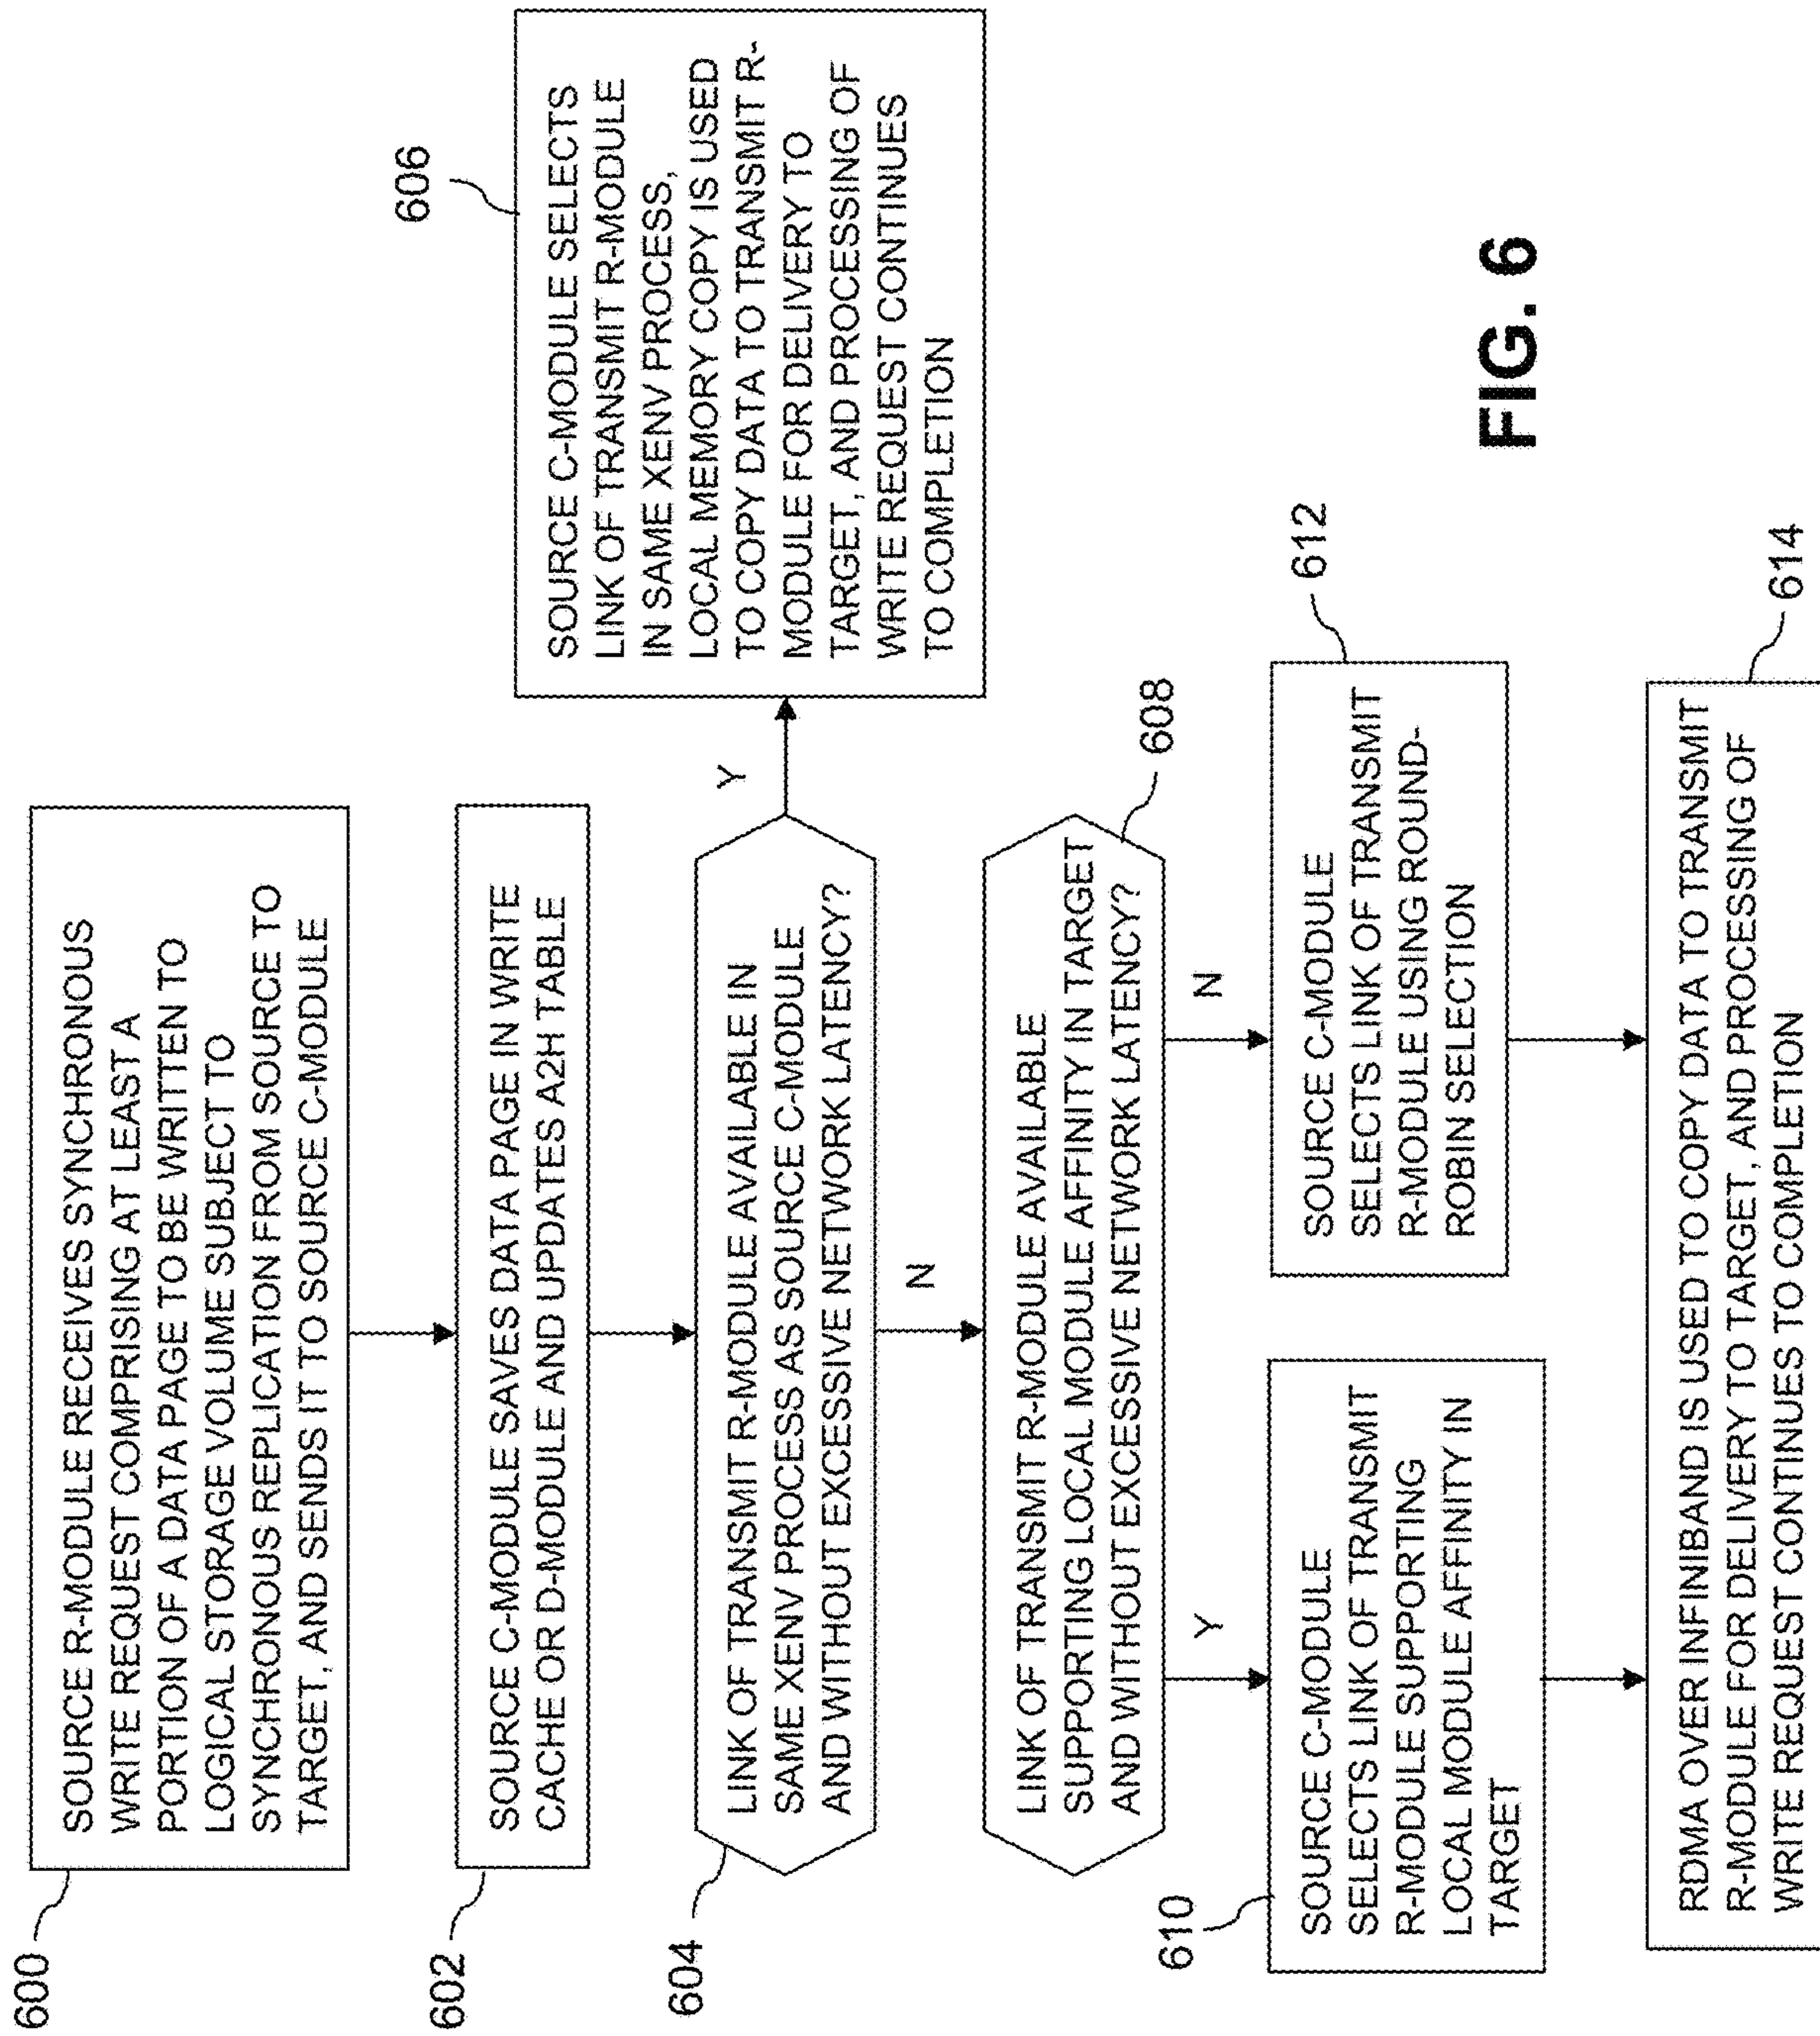 600
SOURCE R-MODULE RECEIVES SYNCHRONOUS
WRITE REQUEST COMPRISING AT LEAST A
PORTION OF A DATA PAGE TO BE WRITTEN TO
LOGICAL STORAGE VOLUME SUBJECT TO
SYNCHRONOUS REPLICATION FROM SOURCE TO
TARGET, AND SENDS IT TO SOURCE C-MODULE
602
SOURCE C-MODULE SAVES DATA PAGE IN WRITE
CACHE OR D-MODULE AND UPDATES A2H TABLE
604
LINK OF TRANSMIT R-MODULE AVAILABLE IN
SAME XENV PROCESS AS SOURCE C-MODULE
AND WITHOUT EXCESSIVE NETWORK LATENCY?
Y
606
SOURCE C-MODULE SELECTS
LINK OF TRANSMIT R-MODULE
IN SAME XENV PROCESS,
LOCAL MEMORY COPY IS USED
TO COPY DATA TO TRANSMIT R-
MODULE FOR DELIVERY TO
TARGET, AND PROCESSING OF
WRITE REQUEST CONTINUES
TO COMPLETION
N
608
LINK OF TRANSMIT R-MODULE AVAILABLE
SUPPORTING LOCAL MODULE AFFINITY IN TARGET
AND WITHOUT EXCESSIVE NETWORK LATENCY?
Y
N
610
SOURCE C-MODULE
SELECTS LINK OF TRANSMIT
R-MODULE SUPPORTING
LOCAL MODULE AFFINITY IN
TARGET
612
SOURCE C-MODULE
SELECTS LINK OF TRANSMIT
R-MODULE USING ROUND-
ROBIN SELECTION
614
RDMA OVER INFINIBAND IS USED TO COPY DATA TO TRANSMIT
R-MODULE FOR DELIVERY TO TARGET, AND PROCESSING OF
WRITE REQUEST CONTINUES TO COMPLETION
FIG. 6